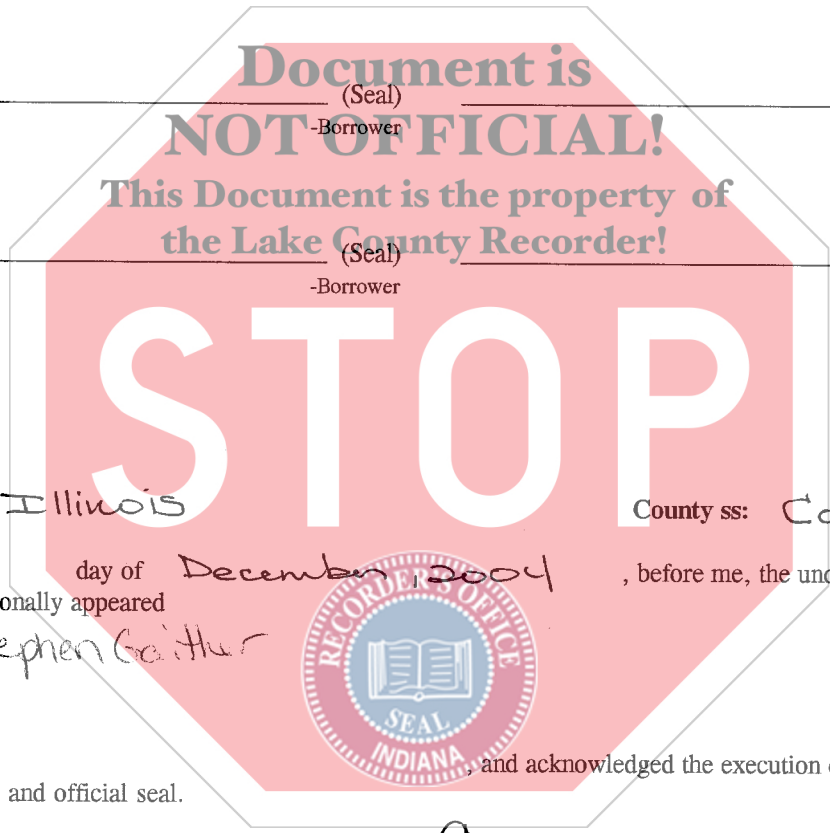 Document is
(Seal)
-Borrower
NOT OFFICIAL!
This Document is the property of
the Lake County Recorder!
(Seal)
-Borrower
STOP
Illinois
County ss:
day of December, 2004 , before me, the
onally appeared
ephen Gaither
RECORDER'S OFFICE
SEAL
INDIANA
, and acknowledged the execution
and official seal.